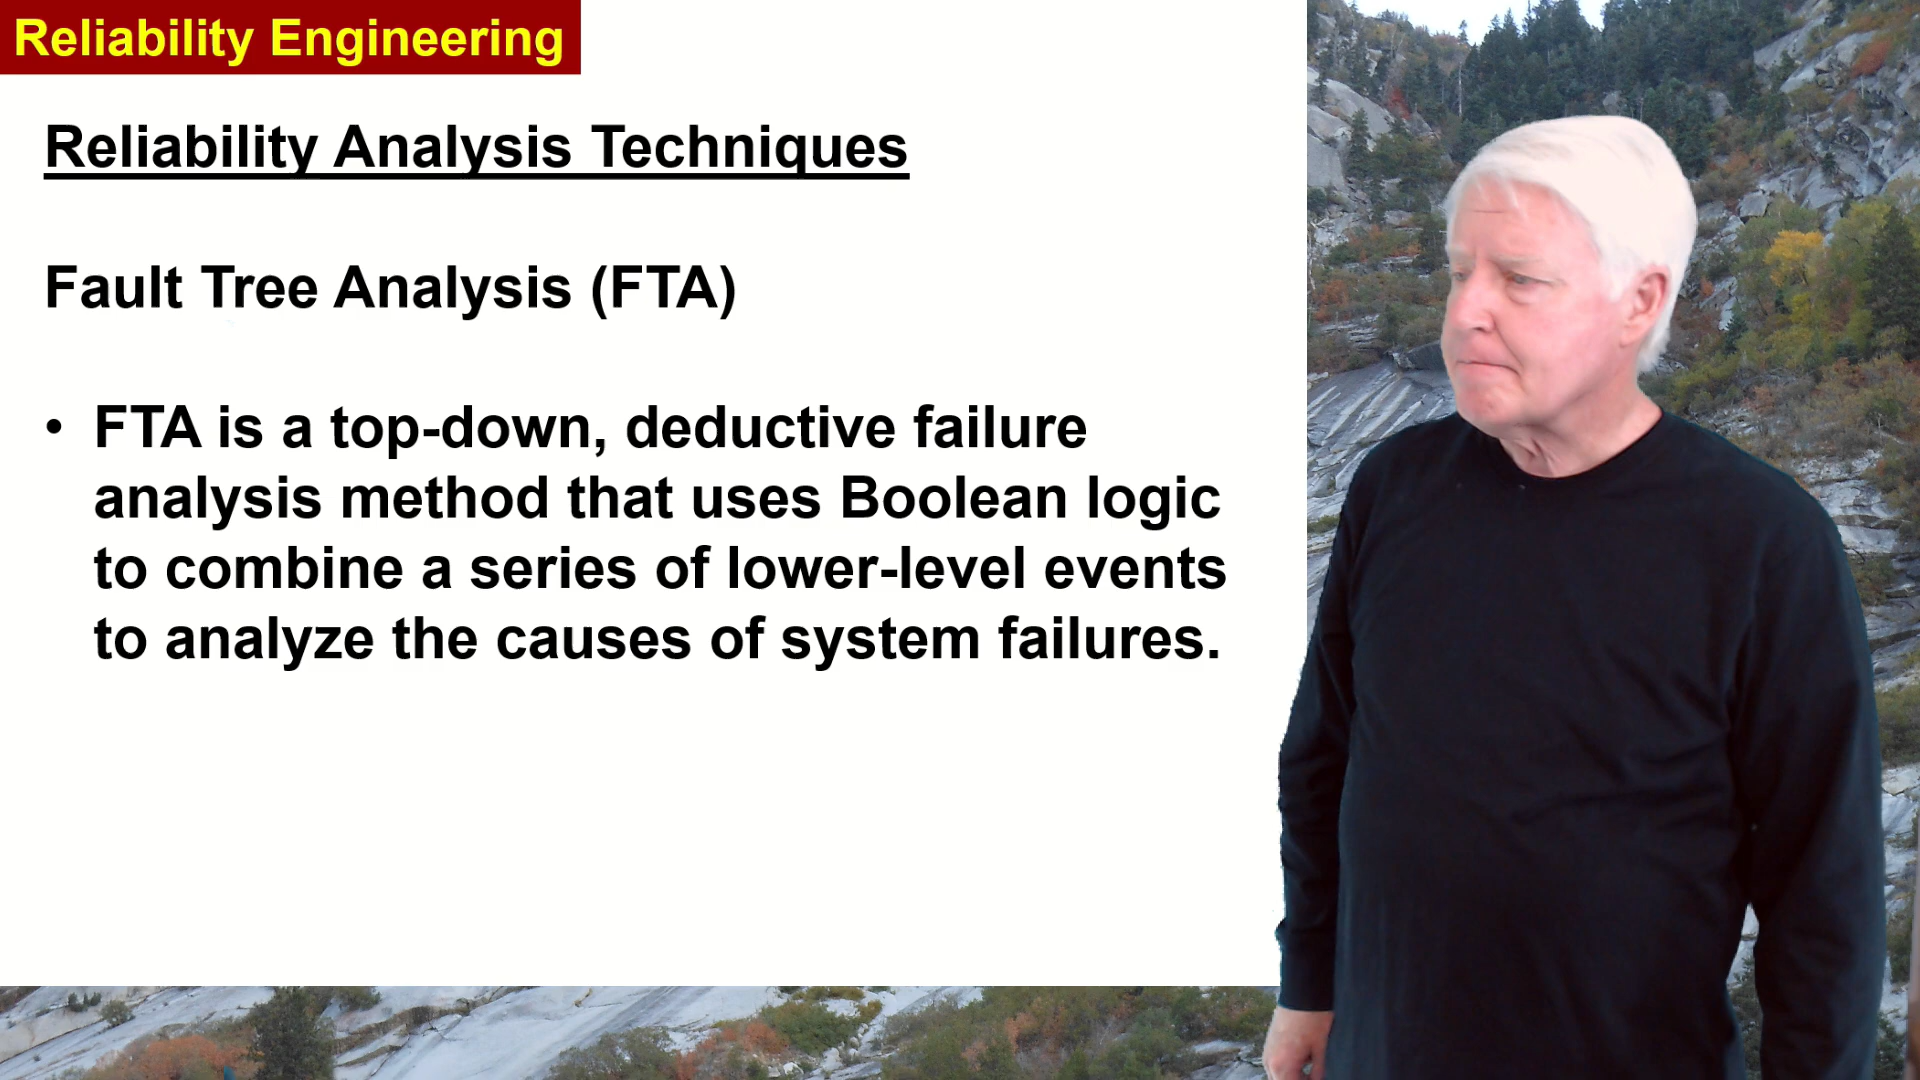 Reliability Engineering
Reliability Analysis Techniques
Fault Tree Analysis (FTA)
• FTA is a top-down, deductive failure
analysis method that uses Boolean logic
to combine a series of lower-level events
to analyze the causes of system failures.